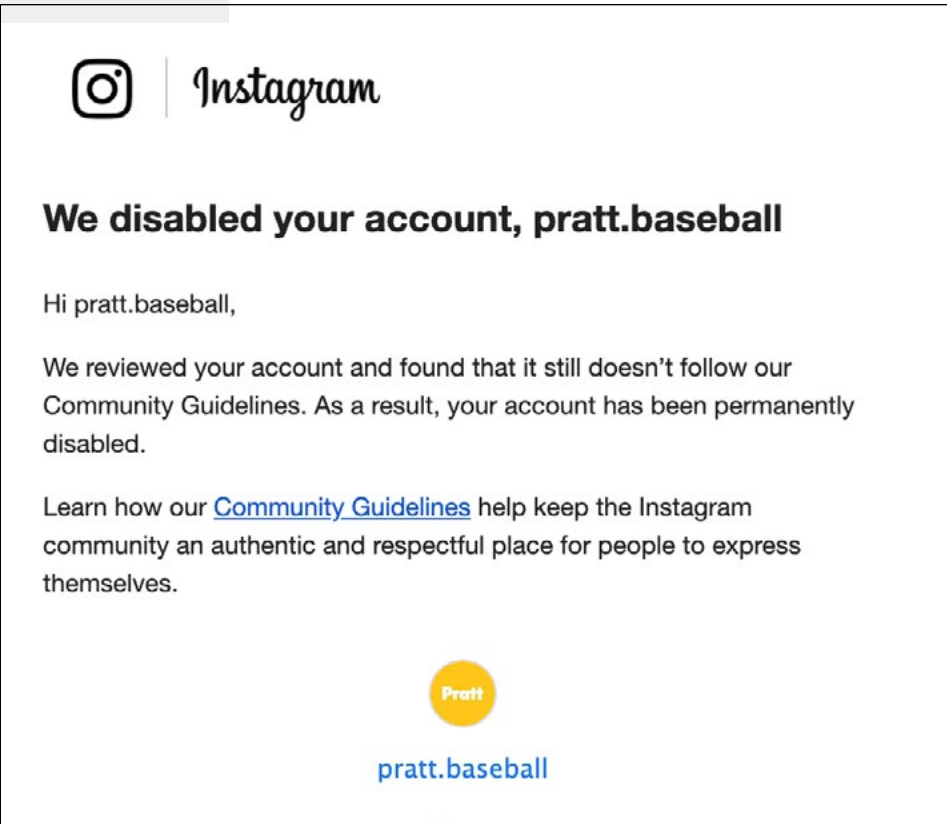 Instagram
We disabled your account, pratt.baseball
Hi pratt.baseball,
We reviewed your account and found that it still doesn’t follow our
Community Guidelines. As a result, your account has been permanently
disabled.
Learn how our Community Guidelines help keep the Instagram
community an authentic and respectful place for people to express
themselves.
Pratt
pratt.baseball